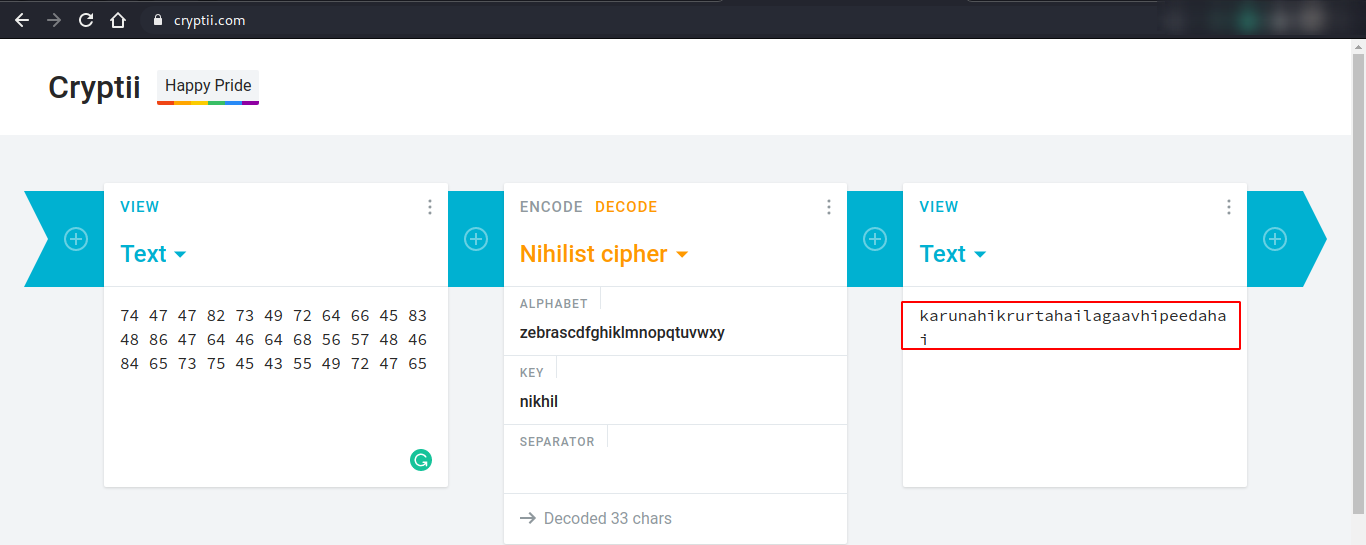 cryptii.com
Cryptii
Happy Pride
VIEW
Text
74 47 47 82 73 49 72 64 66 45 83
48 86 47 64 46 64 68 56 57 48 46
84 65 73 75 45 43 55 49 72 47 65
ENCODE DECODE
Nihilist cipher
ALPHABET
zebrascdfghiklmnopqtuvwxy
KEY
nikhil
SEPARATOR
→ Decoded 33 chars
VIEW
Text
karunahikrurtahailagaavhipeedaha
i